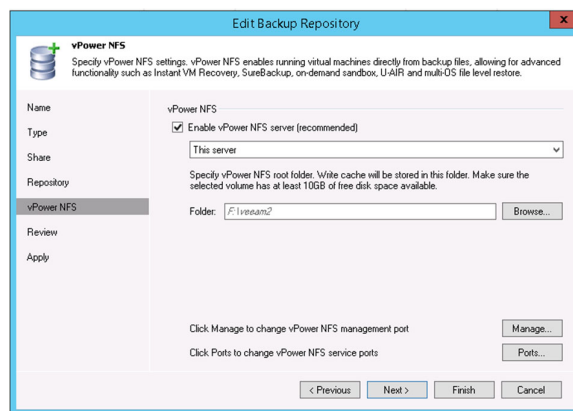 Edit Backup Repository
x
vPower NFS
Specify vPower NFS settings. vPower NFS enables running virtual machines directly from backup files, allowing for advanced
functionality such as Instant VM Recovery, SureBackup, on-demand sandbox, U-AIR and multi-OS file level restore.
Name
Type
Share
Repository
vPower NFS
Review
Apply
vPower NFS
Enable vPower NFS server (recommended)
This server
Specify vPower NFS root folder. Write cache will be stored in this folder. Make sure the
selected volume has at least 10GB of free disk space available.
Folder: F:\veeam2 Browse...
Click Manage to change vPower NFS management port Manage...
Click Ports to change vPower NFS service ports Ports...
< Previous Next > Finish Cancel